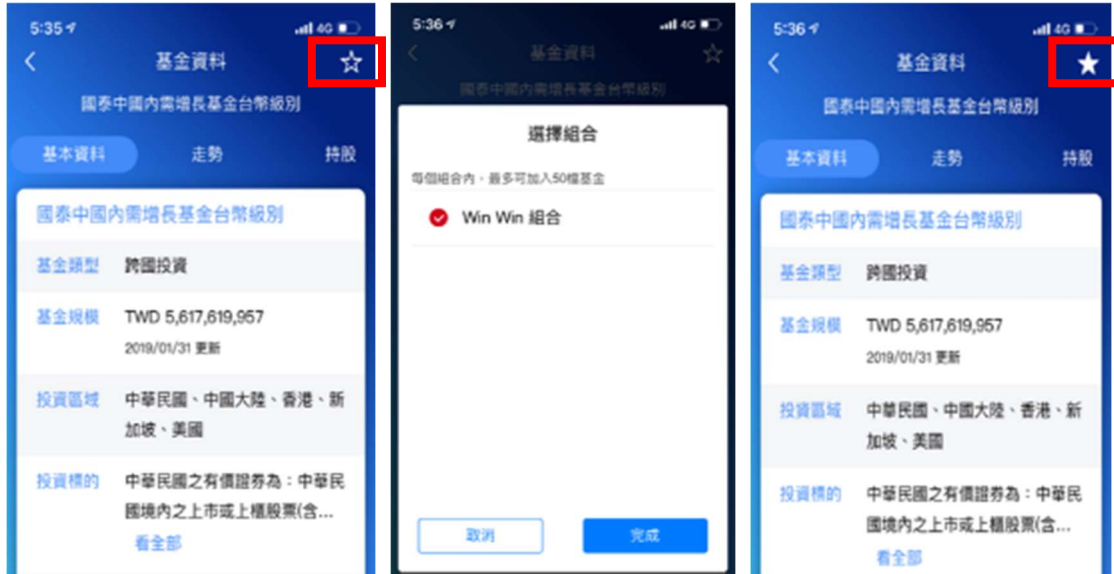 5:35
4G
基金資料
國泰中國內需增長基金台幣級別
基本資料 走勢 持股
國泰中國內需增長基金台幣級別
基金類型 跨國投資
基金規模 TWD 5,617,619,957
2019/01/31 更新
投資區域 中華民國、中國大陸、香港、新
加坡、美國
投資標的 中華民國之有價證券為：中華民
國境內之上市或上櫃股票(含...
看全部
5:36
4G
基金資料
國泰中國內需增長基金台幣級別
選擇組合
每個組合內，最多可加入50檔基金
Win Win 組合
取消 完成
5:36
4G
基金資料
國泰中國內需增長基金台幣級別
基本資料 走勢 持股
國泰中國內需增長基金台幣級別
基金類型 跨國投資
基金規模 TWD 5,617,619,957
2019/01/31 更新
投資區域 中華民國、中國大陸、香港、新
加坡、美國
投資標的 中華民國之有價證券為：中華民
國境內之上市或上櫃股票(含...
看全部